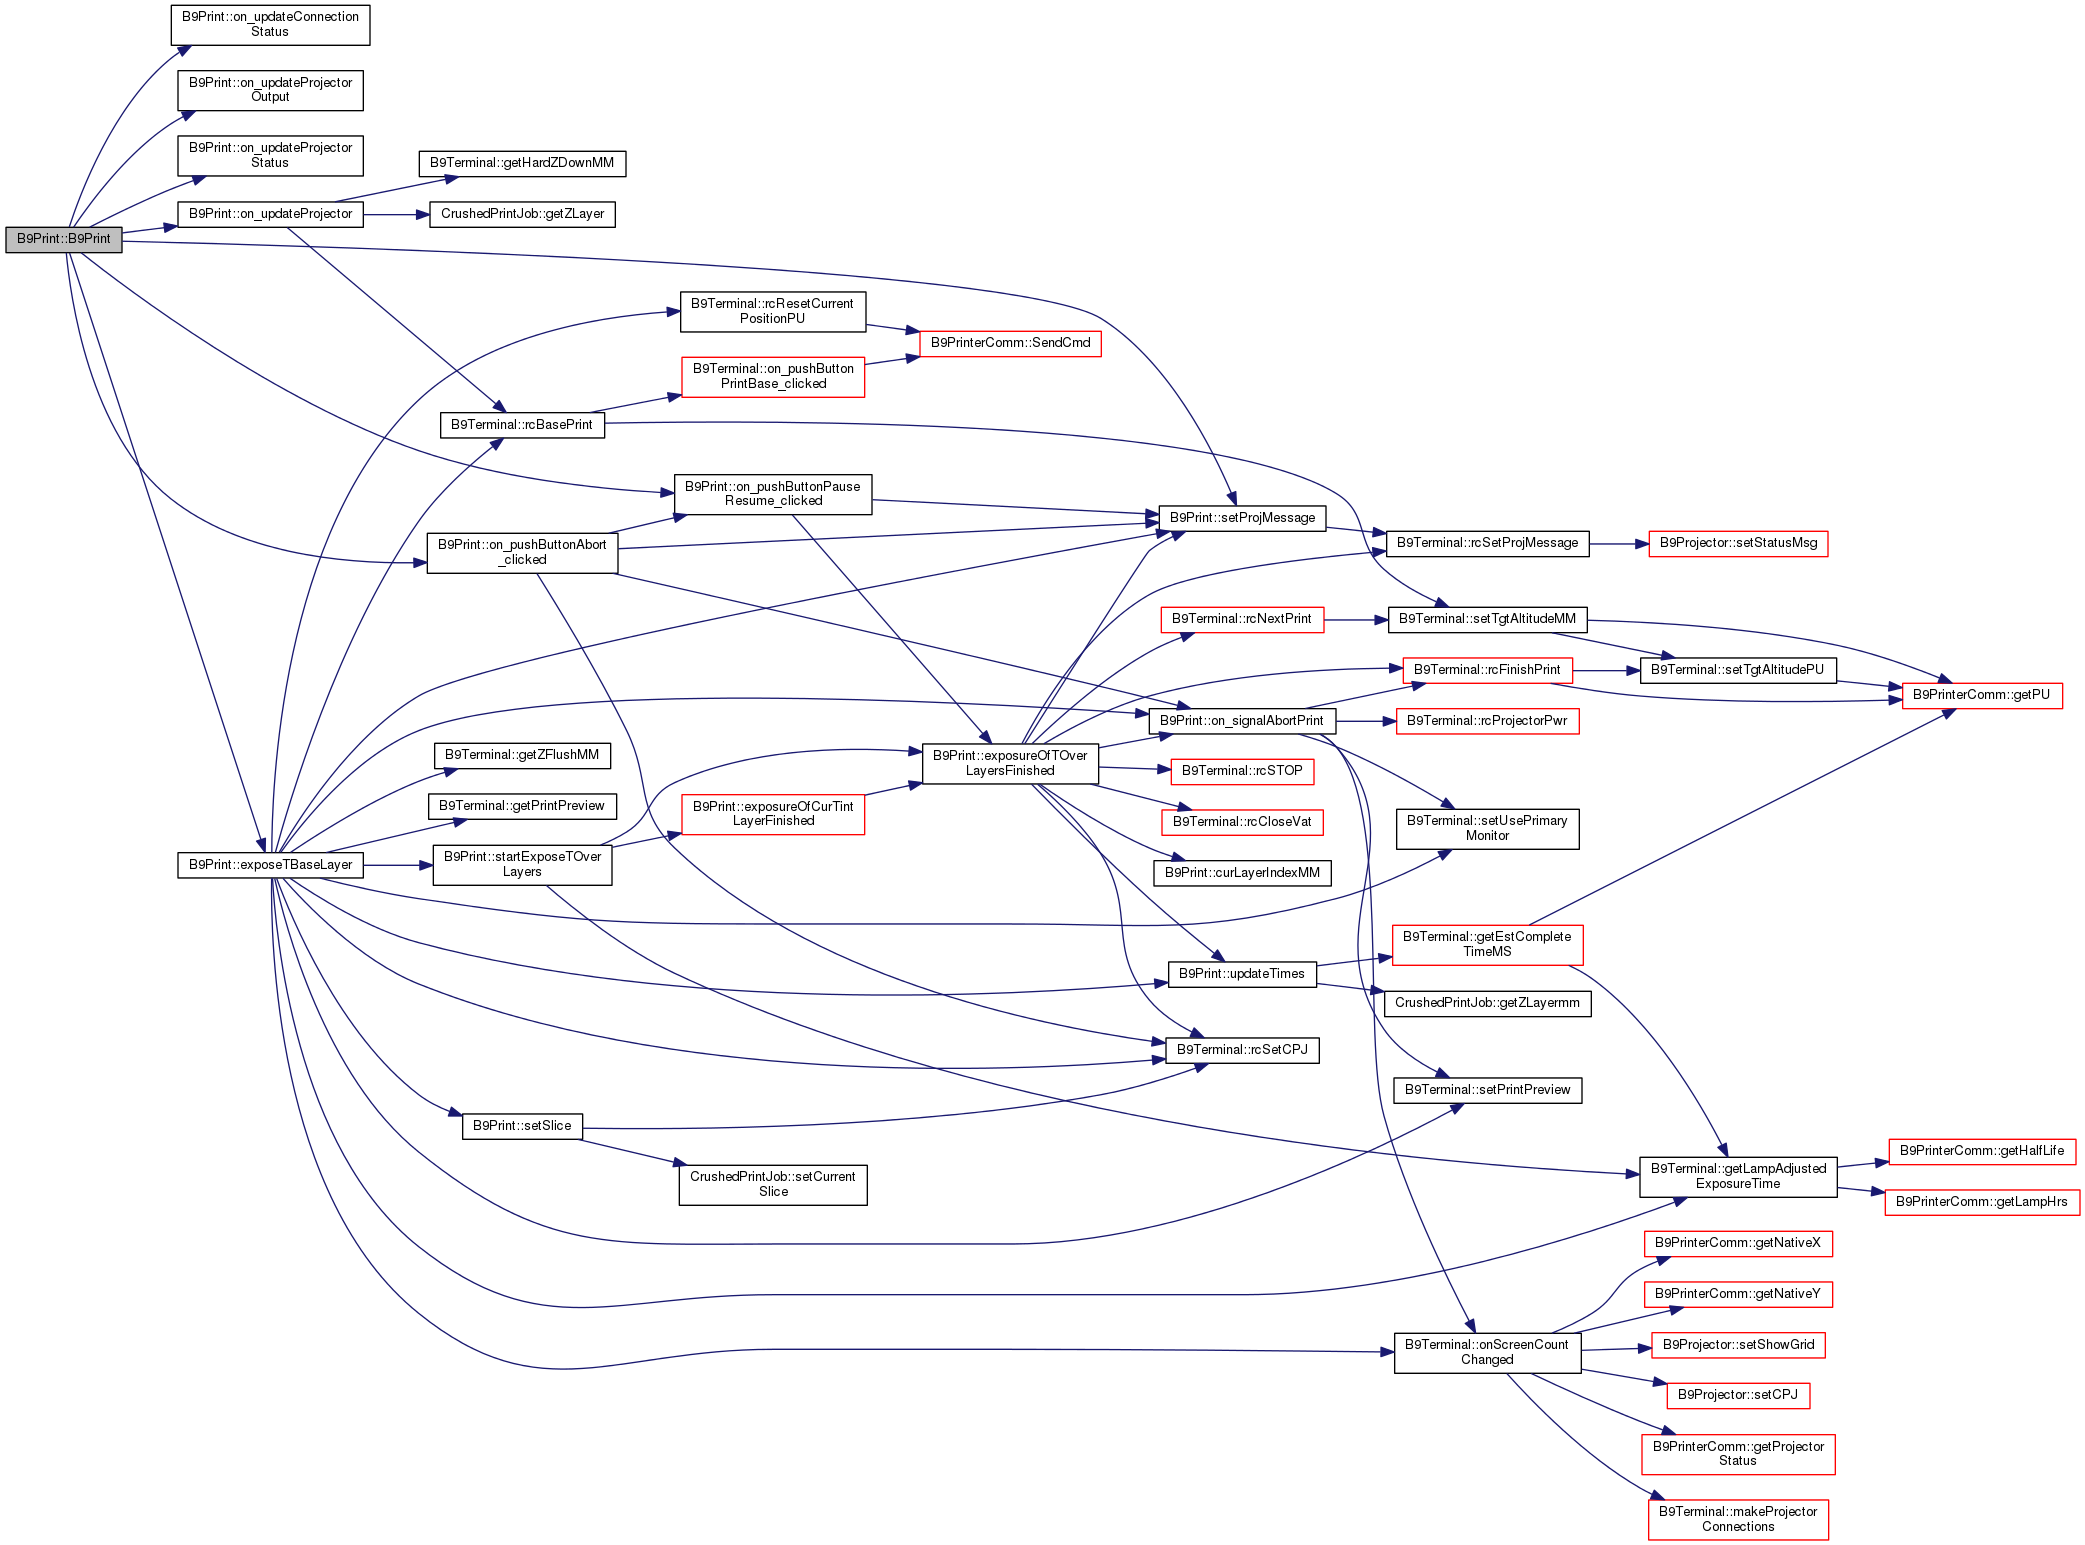 B9Print::on_updateConnection
Status
B9Print::on_updateProjector
Output
B9Print::on_updateProjector
Status
B9Terminal::getHardZDownMM
B9Print::on_updateProjector
CrushedPrintJob::getZLayer
B9Print::B9Print
B9Terminal::rcResetCurrent
PositionPU
B9PrinterComm::SendCmd
B9Terminal::on_pushButton
PrintBase_clicked
B9Terminal::rcBasePrint
B9Print::on_pushButtonPause
Resume_clicked
B9Print::setProjMessage
B9Print::on_pushButtonAbort
_clicked
B9Terminal::rcSetProjMessage
B9Projector::setStatusMsg
B9Terminal::rcNextPrint
B9Terminal::setTgtAltitudeMM
B9Terminal::rcFinishPrint
B9Terminal::setTgtAltitudePU
B9PrinterComm::getPU
B9Print::on_signalAbortPrint
B9Terminal::rcProjectorPwr
B9Terminal::getZFlushMM
B9Print::exposureOfTOver
LayersFinished
B9Terminal::rcSTOP
B9Terminal::getPrintPreview
B9Print::exposureOfCurTint
LayerFinished
B9Terminal::rcCloseVat
B9Terminal::setUsePrimary
Monitor
B9Print::exposeTBaseLayer
B9Print::startExposeTOver
Layers
B9Print::curLayerIndexMM
B9Terminal::getEstComplete
TimeMS
B9Print::updateTimes
CrushedPrintJob::getZLayermm
B9Terminal::rcSetCPJ
B9Terminal::setPrintPreview
B9Print::setSlice
CrushedPrintJob::setCurrent
Slice
B9Terminal::getLampAdjusted
ExposureTime
B9PrinterComm::getHalfLife
B9PrinterComm::getLampHrs
B9PrinterComm::getNativeX
B9PrinterComm::getNativeY
B9Terminal::onScreenCount
Changed
B9Projector::setShowGrid
B9Projector::setCPJ
B9PrinterComm::getProjector
Status
B9Terminal::makeProjector
Connections